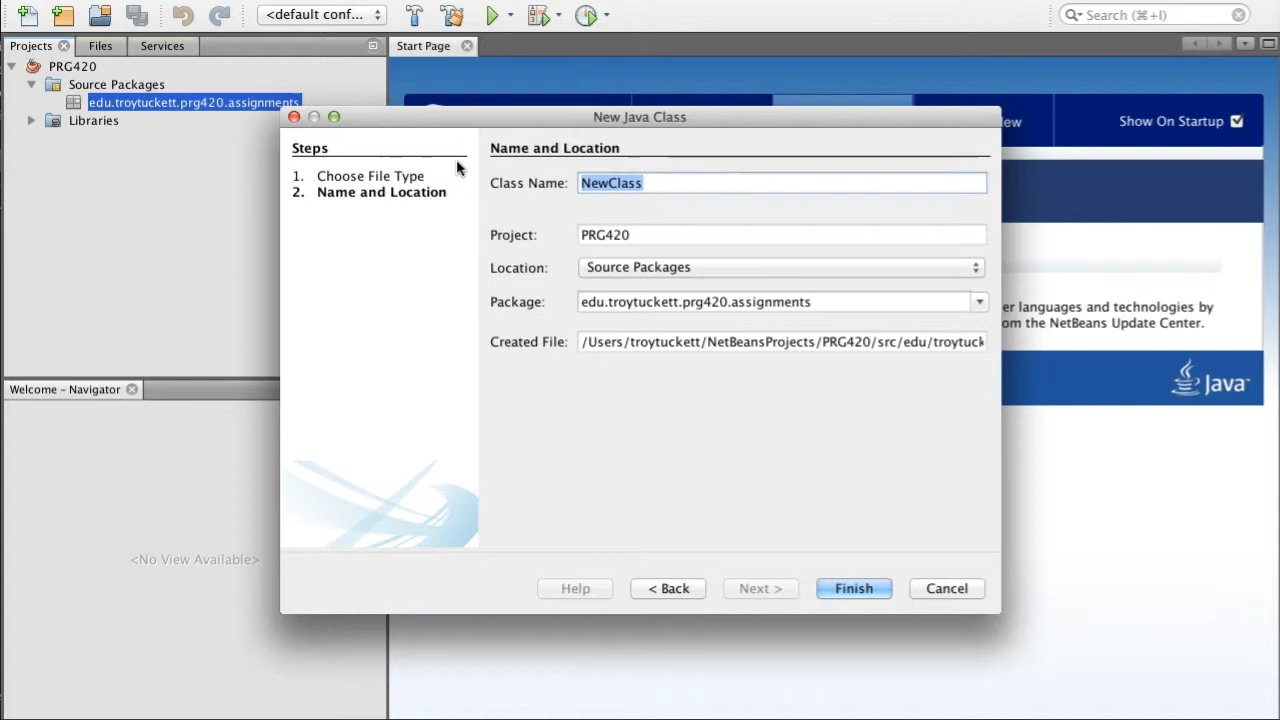 <default conf...
Search (⌘+I)
Projects
Files
Services
Start Page
PRG420
Source Packages
edu.troytuckett.prg420.assignments
Libraries
New Java Class
Show On Startup
Steps
1. Choose File Type
2. Name and Location
Name and Location
Class Name: NewClass
Project: PRG420
Location: Source Packages
Package: edu.troytuckett.prg420.assignments
Created File: /Users/troytuckett/NetBeansProjects/PRG420/src/edu/troytuck
languages and technologies by
from the NetBeans Update Center.
Java
Welcome – Navigator
<No View Available>
Help
< Back
Next >
Finish
Cancel